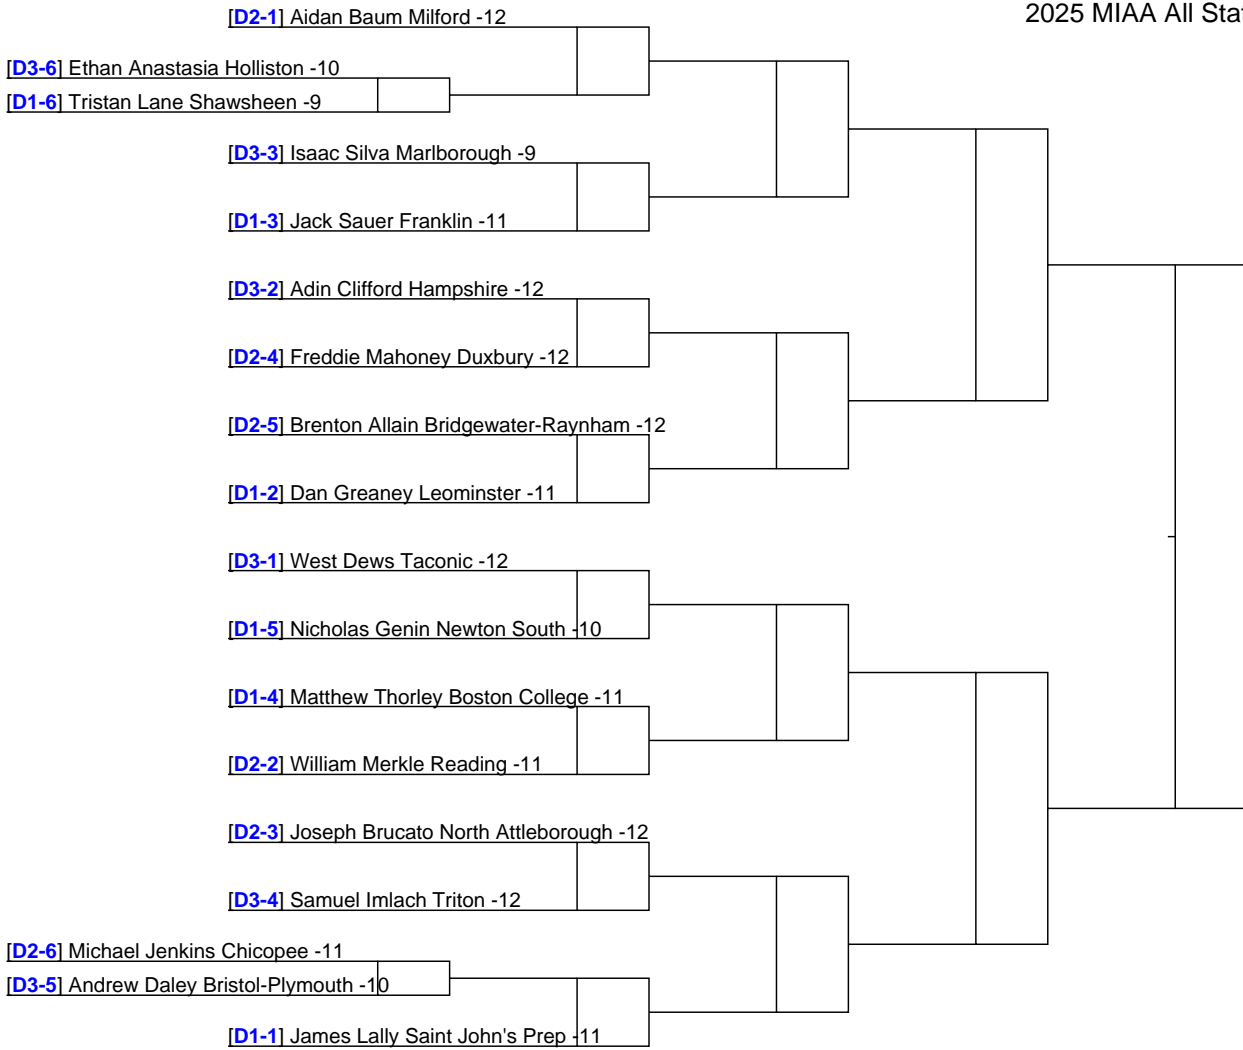 [D2-1] Aidan Baum Milford -12
2025 MIAA All Stat
[D3-6] Ethan Anastasia Holliston -10
[D1-6] Tristan Lane Shawsheen -9
[D3-3] Isaac Silva Marlborough -9
[D1-3] Jack Sauer Franklin -11
[D3-2] Adin Clifford Hampshire -12
[D2-4] Freddie Mahoney Duxbury -12
[D2-5] Brenton Allain Bridgewater-Raynham -12
[D1-2] Dan Greaney Leominster -11
[D3-1] West Dews Taconic -12
[D1-5] Nicholas Genin Newton South -10
[D1-4] Matthew Thorley Boston College -11
[D2-2] William Merkle Reading -11
[D2-3] Joseph Brucato North Attleborough -12
[D3-4] Samuel Imlach Triton -12
[D2-6] Michael Jenkins Chicopee -11
[D3-5] Andrew Daley Bristol-Plymouth -10
[D1-1] James Lally Saint John's Prep -11